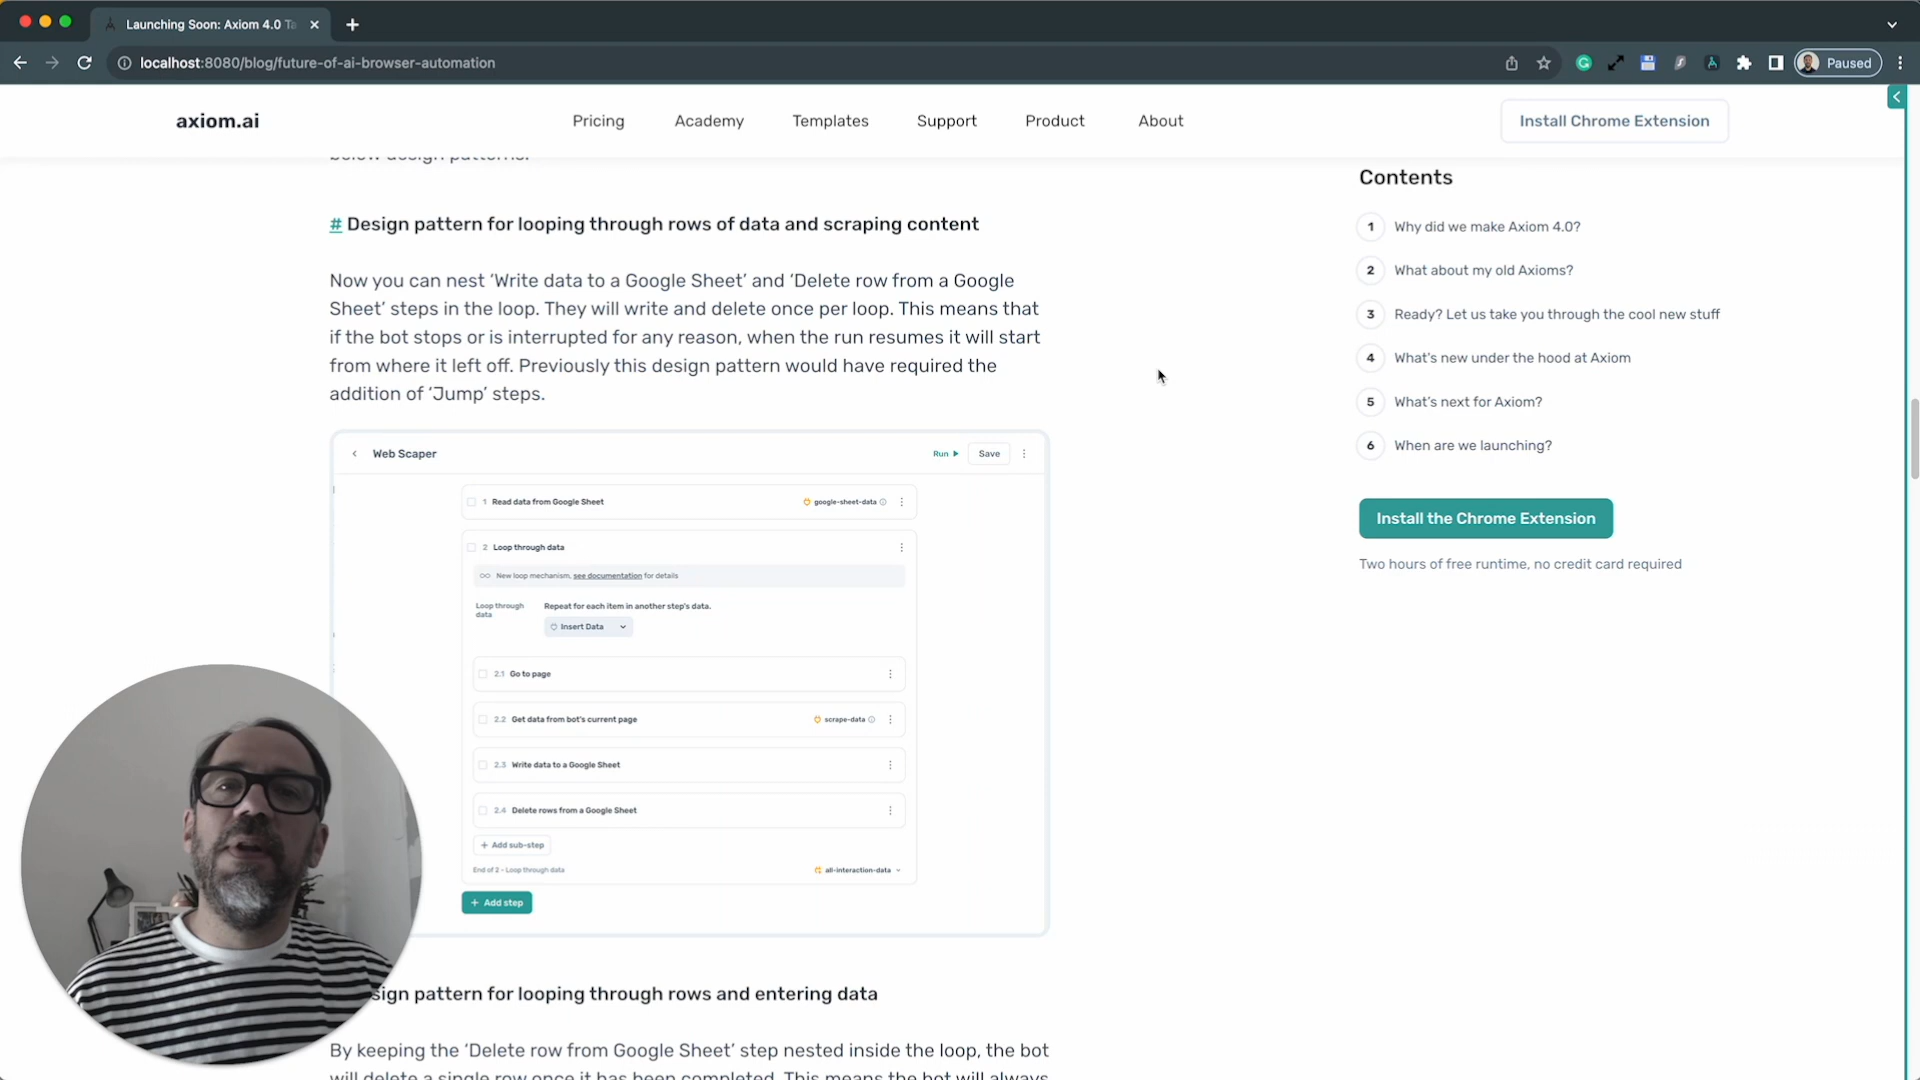 Launching Soon: Axiom 4.0 Ta
localhost:8080/blog/future-of-ai-browser-automation
Paused
axiom.ai
Pricing
Academy
Templates
Support
Product
About
Install Chrome Extension
below design patterns.
# Design pattern for looping through rows of data and scraping content
Now you can nest ‘Write data to a Google Sheet’ and ‘Delete row from a Google
Sheet’ steps in the loop. They will write and delete once per loop. This means that
if the bot stops or is interrupted for any reason, when the run resumes it will start
from where it left off. Previously this design pattern would have required the
addition of ‘Jump’ steps.
Web Scaper
Run
Save
1 Read data from Google Sheet
google-sheet-data
2 Loop through data
New loop mechanism, see documentation for details
Loop through
data
Repeat for each item in another step's data.
Insert Data
2.1 Go to page
2.2 Get data from bot's current page
scrape-data
2.3 Write data to a Google Sheet
2.4 Delete rows from a Google Sheet
+ Add sub-step
End of 2 - Loop through data
all-interaction-data
+ Add step
sign pattern for looping through rows and entering data
By keeping the ‘Delete row from Google Sheet’ step nested inside the loop, the bot
will delete a single row once it has been completed. This means the bot will always
Contents
1 Why did we make Axiom 4.0?
2 What about my old Axioms?
3 Ready? Let us take you through the cool new stuff
4 What's new under the hood at Axiom
5 What's next for Axiom?
6 When are we launching?
Install the Chrome Extension
Two hours of free runtime, no credit card required